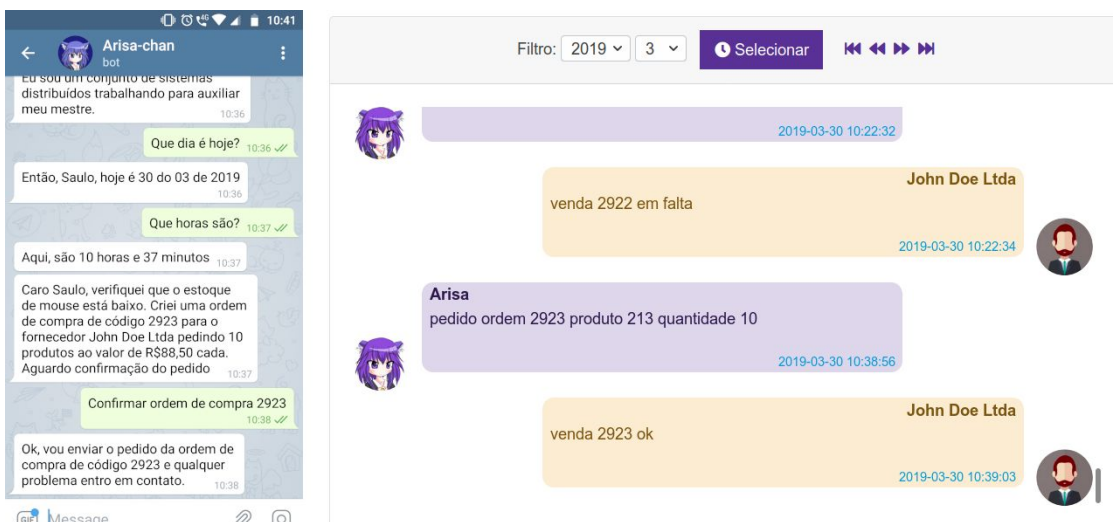 4G 10:41
Arisa-chan
bot
Eu sou um conjunto de sistemas
distribuídos trabalhando para auxiliar
meu mestre. 10:36
Que dia é hoje? 10:36
Então, Saulo, hoje é 30 do 03 de 2019
10:36
Que horas são? 10:37
Aqui, são 10 horas e 37 minutos 10:37
Caro Saulo, verifiquei que o estoque
de mouse está baixo. Criei uma ordem
de compra de código 2923 para o
fornecedor John Doe Ltda pedindo 10
produtos ao valor de R$88,50 cada.
Aguardo confirmação do pedido 10:37
Confirmar ordem de compra 2923
10:38
Ok, vou enviar o pedido da ordem de
compra de código 2923 e qualquer
problema entro em contato. 10:38
GIF Message
Filtro: 2019 3 Selecionar
2019-03-30 10:22:32
John Doe Ltda
venda 2922 em falta
2019-03-30 10:22:34
Arisa
pedido ordem 2923 produto 213 quantidade 10
2019-03-30 10:38:56
John Doe Ltda
venda 2923 ok
2019-03-30 10:39:03